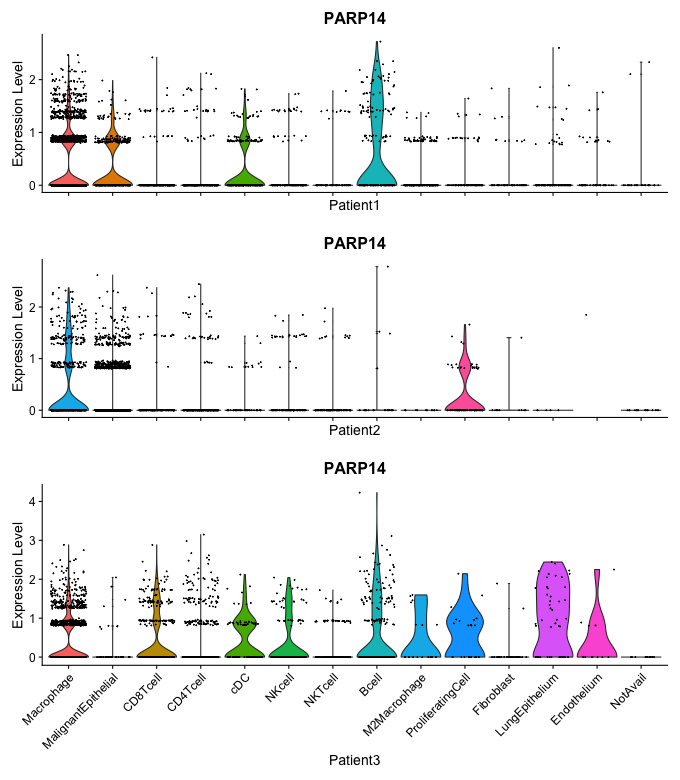 PARP14
Expression Level
2
1
0
Patient1
PARP14
Expression Level
2
1
0
Patient2
PARP14
Expression Level
4
3
2
1
0
Macrophage
MalignantEpithelial
CD8Tcell
CD4Tcell
cDC
NKcell
NKTcell
Bcell
M2Macrophage
ProliferatingCell
Fibroblast
LungEpithelium
Endothelium
NotAvail
Patient3